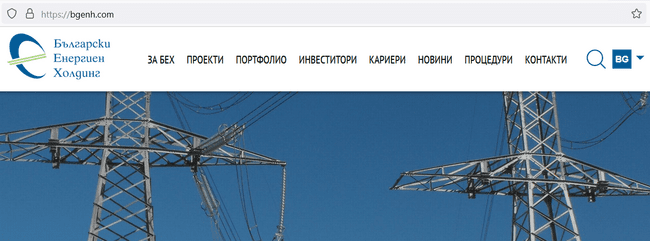 https://bgenh.com
Български
Енергиен
Холдинг
ЗА БЕХ ПРОЕКТИ ПОРТФОЛИО ИНВЕСТИТОРИ КАРИЕРИ НОВИНИ ПРОЦЕДУРИ КОНТАКТИ BG